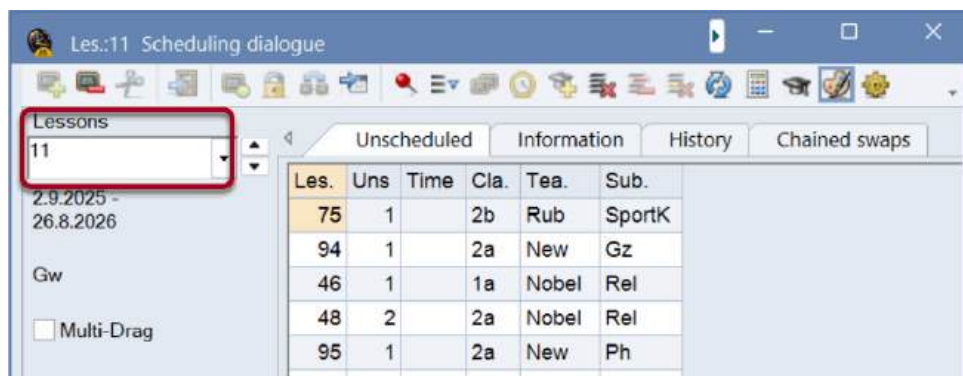 Les.:11 Scheduling dialogue
Lessons
11
2.9.2025 -
26.8.2026
Gw
Multi-Drag
Unscheduled Information History Chained swaps
Les. Uns Time Cla. Tea. Sub.
75 1 2b Rub SportK
94 1 2a New Gz
46 1 1a Nobel Rel
48 2 2a Nobel Rel
95 1 2a New Ph